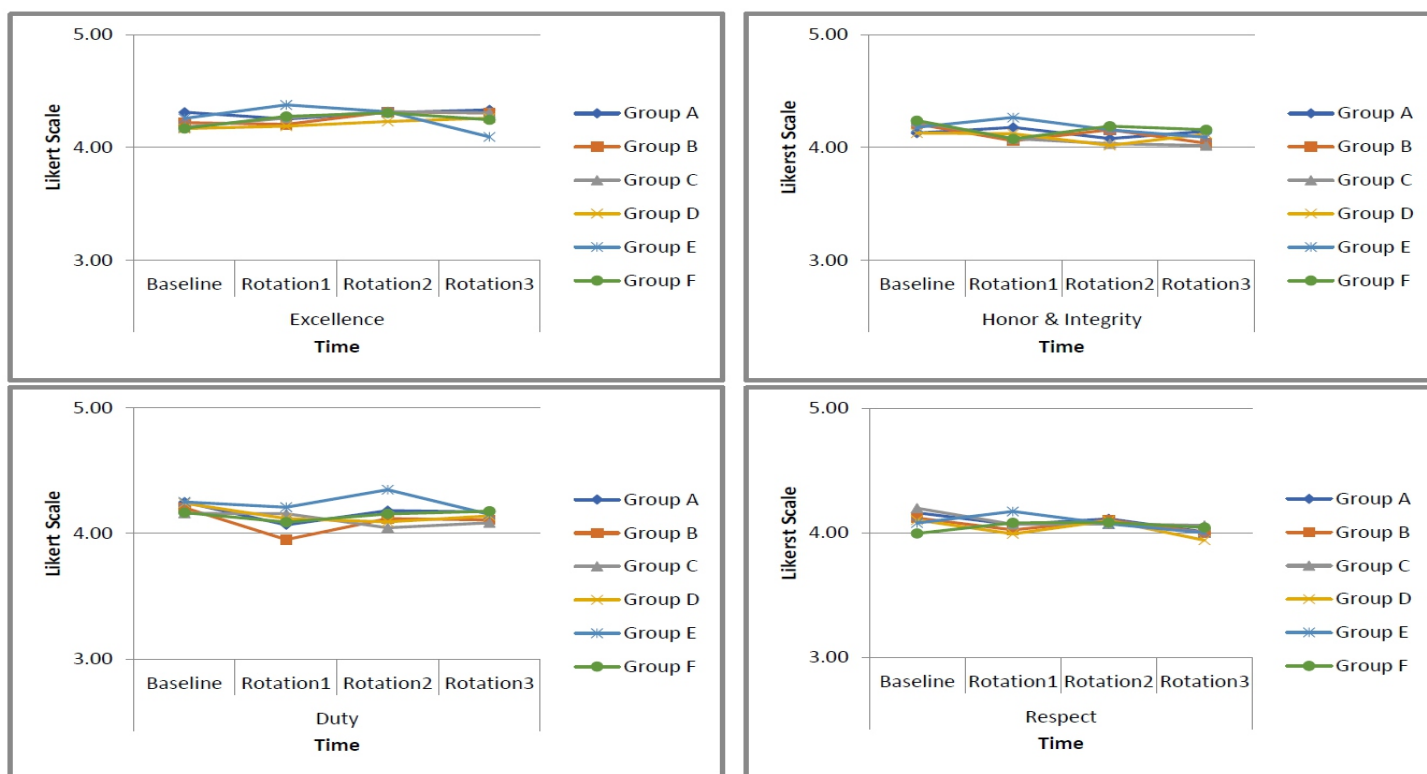 5.00
4.00
3.00
Likert Scale
Baseline Rotation1 Rotation2 Rotation3
Excellence
Time
Group A
Group B
Group C
Group D
Group E
Group F
5.00
4.00
3.00
Likerst Scale
Baseline Rotation1 Rotation2 Rotation3
Honor & Integrity
Time
Group A
Group B
Group C
Group D
Group E
Group F
5.00
4.00
3.00
Likert Scale
Baseline Rotation1 Rotation2 Rotation3
Duty
Time
Group A
Group B
Group C
Group D
Group E
Group F
5.00
4.00
3.00
Likerst Scale
Baseline Rotation1 Rotation2 Rotation3
Respect
Time
Group A
Group B
Group C
Group D
Group E
Group F